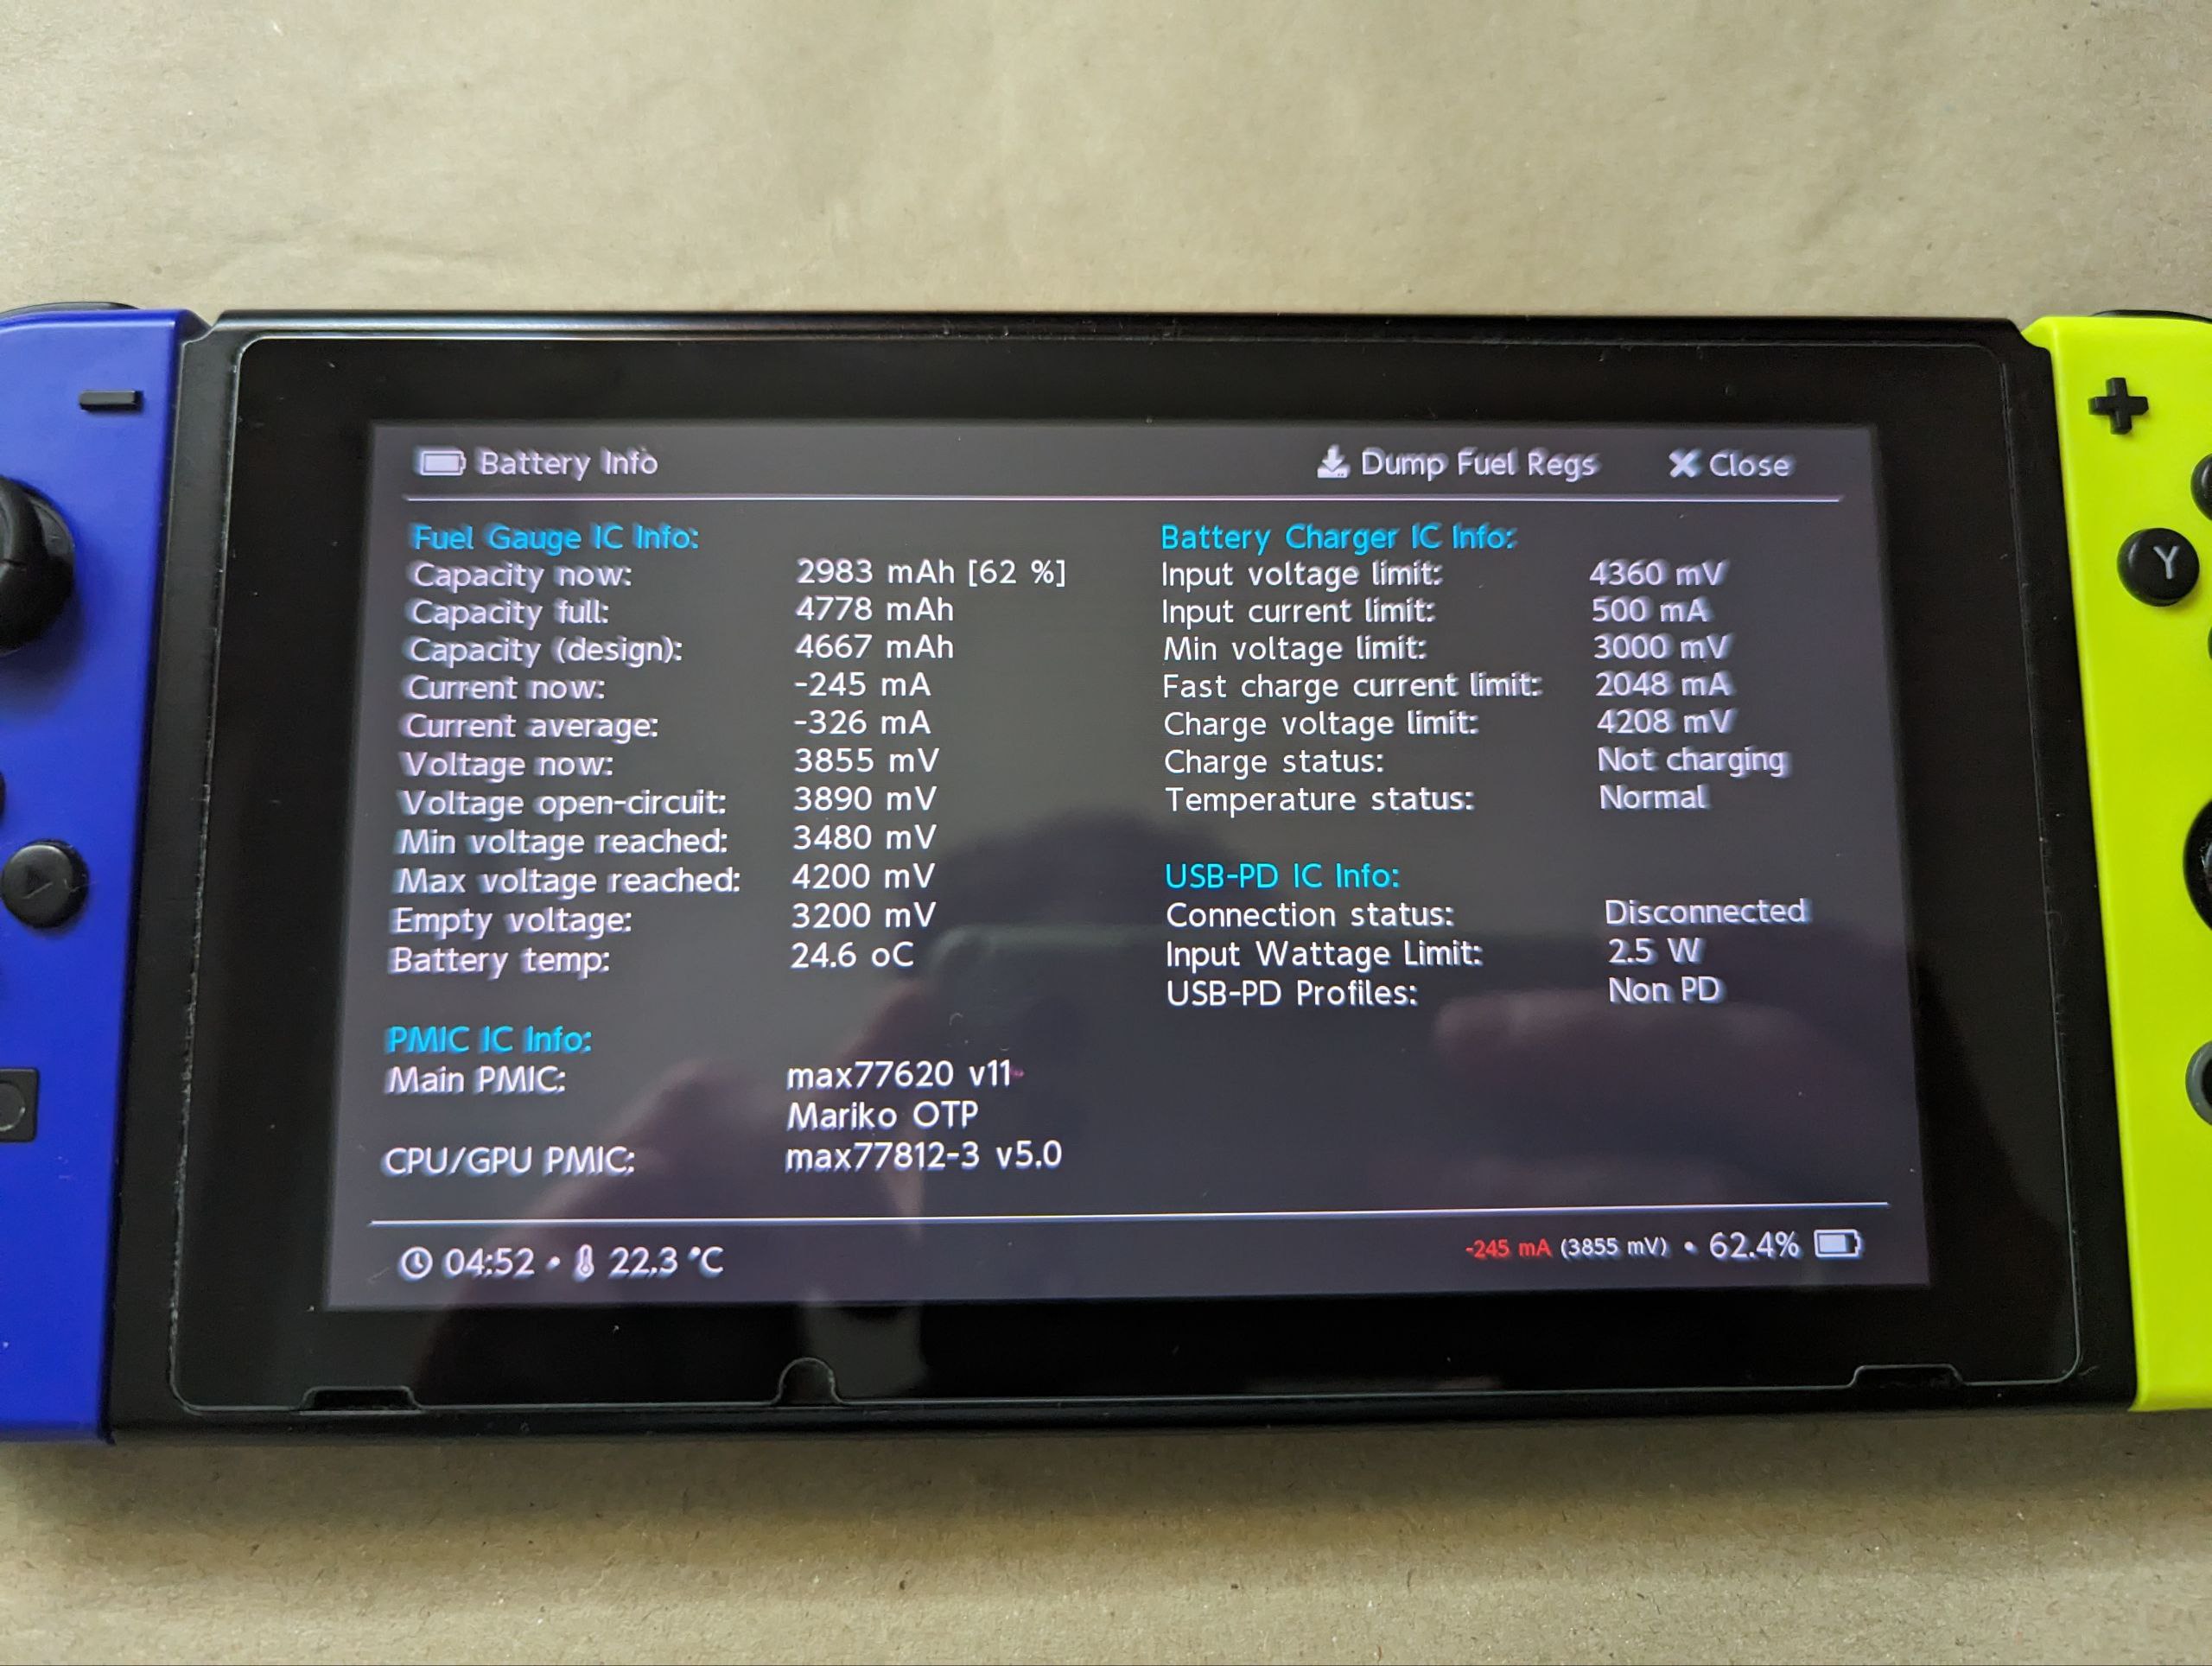 Battery Info Dump Fuel Regs Close
Fuel Gauge IC Info:
Capacity now: 2983 mAh [62 %]
Capacity full: 4778 mAh
Capacity (design): 4667 mAh
Current now: -245 mA
Current average: -326 mA
Voltage now: 3855 mV
Voltage open-circuit: 3890 mV
Min voltage reached: 3480 mV
Max voltage reached: 4200 mV
Empty voltage: 3200 mV
Battery temp: 24.6 oC
PMIC IC Info:
Main PMIC: max77620 v11
Mariko OTP
CPU/GPU PMIC: max77812-3 v5.0
Battery Charger IC Info:
Input voltage limit: 4360 mV
Input current limit: 500 mA
Min voltage limit: 3000 mV
Fast charge current limit: 2048 mA
Charge voltage limit: 4208 mV
Charge status: Not charging
Temperature status: Normal
USB-PD IC Info:
Connection status: Disconnected
Input Wattage Limit: 2.5 W
USB-PD Profiles: Non PD
04:52 • 22.3 °C -245 mA (3855 mV) • 62.4%
Y